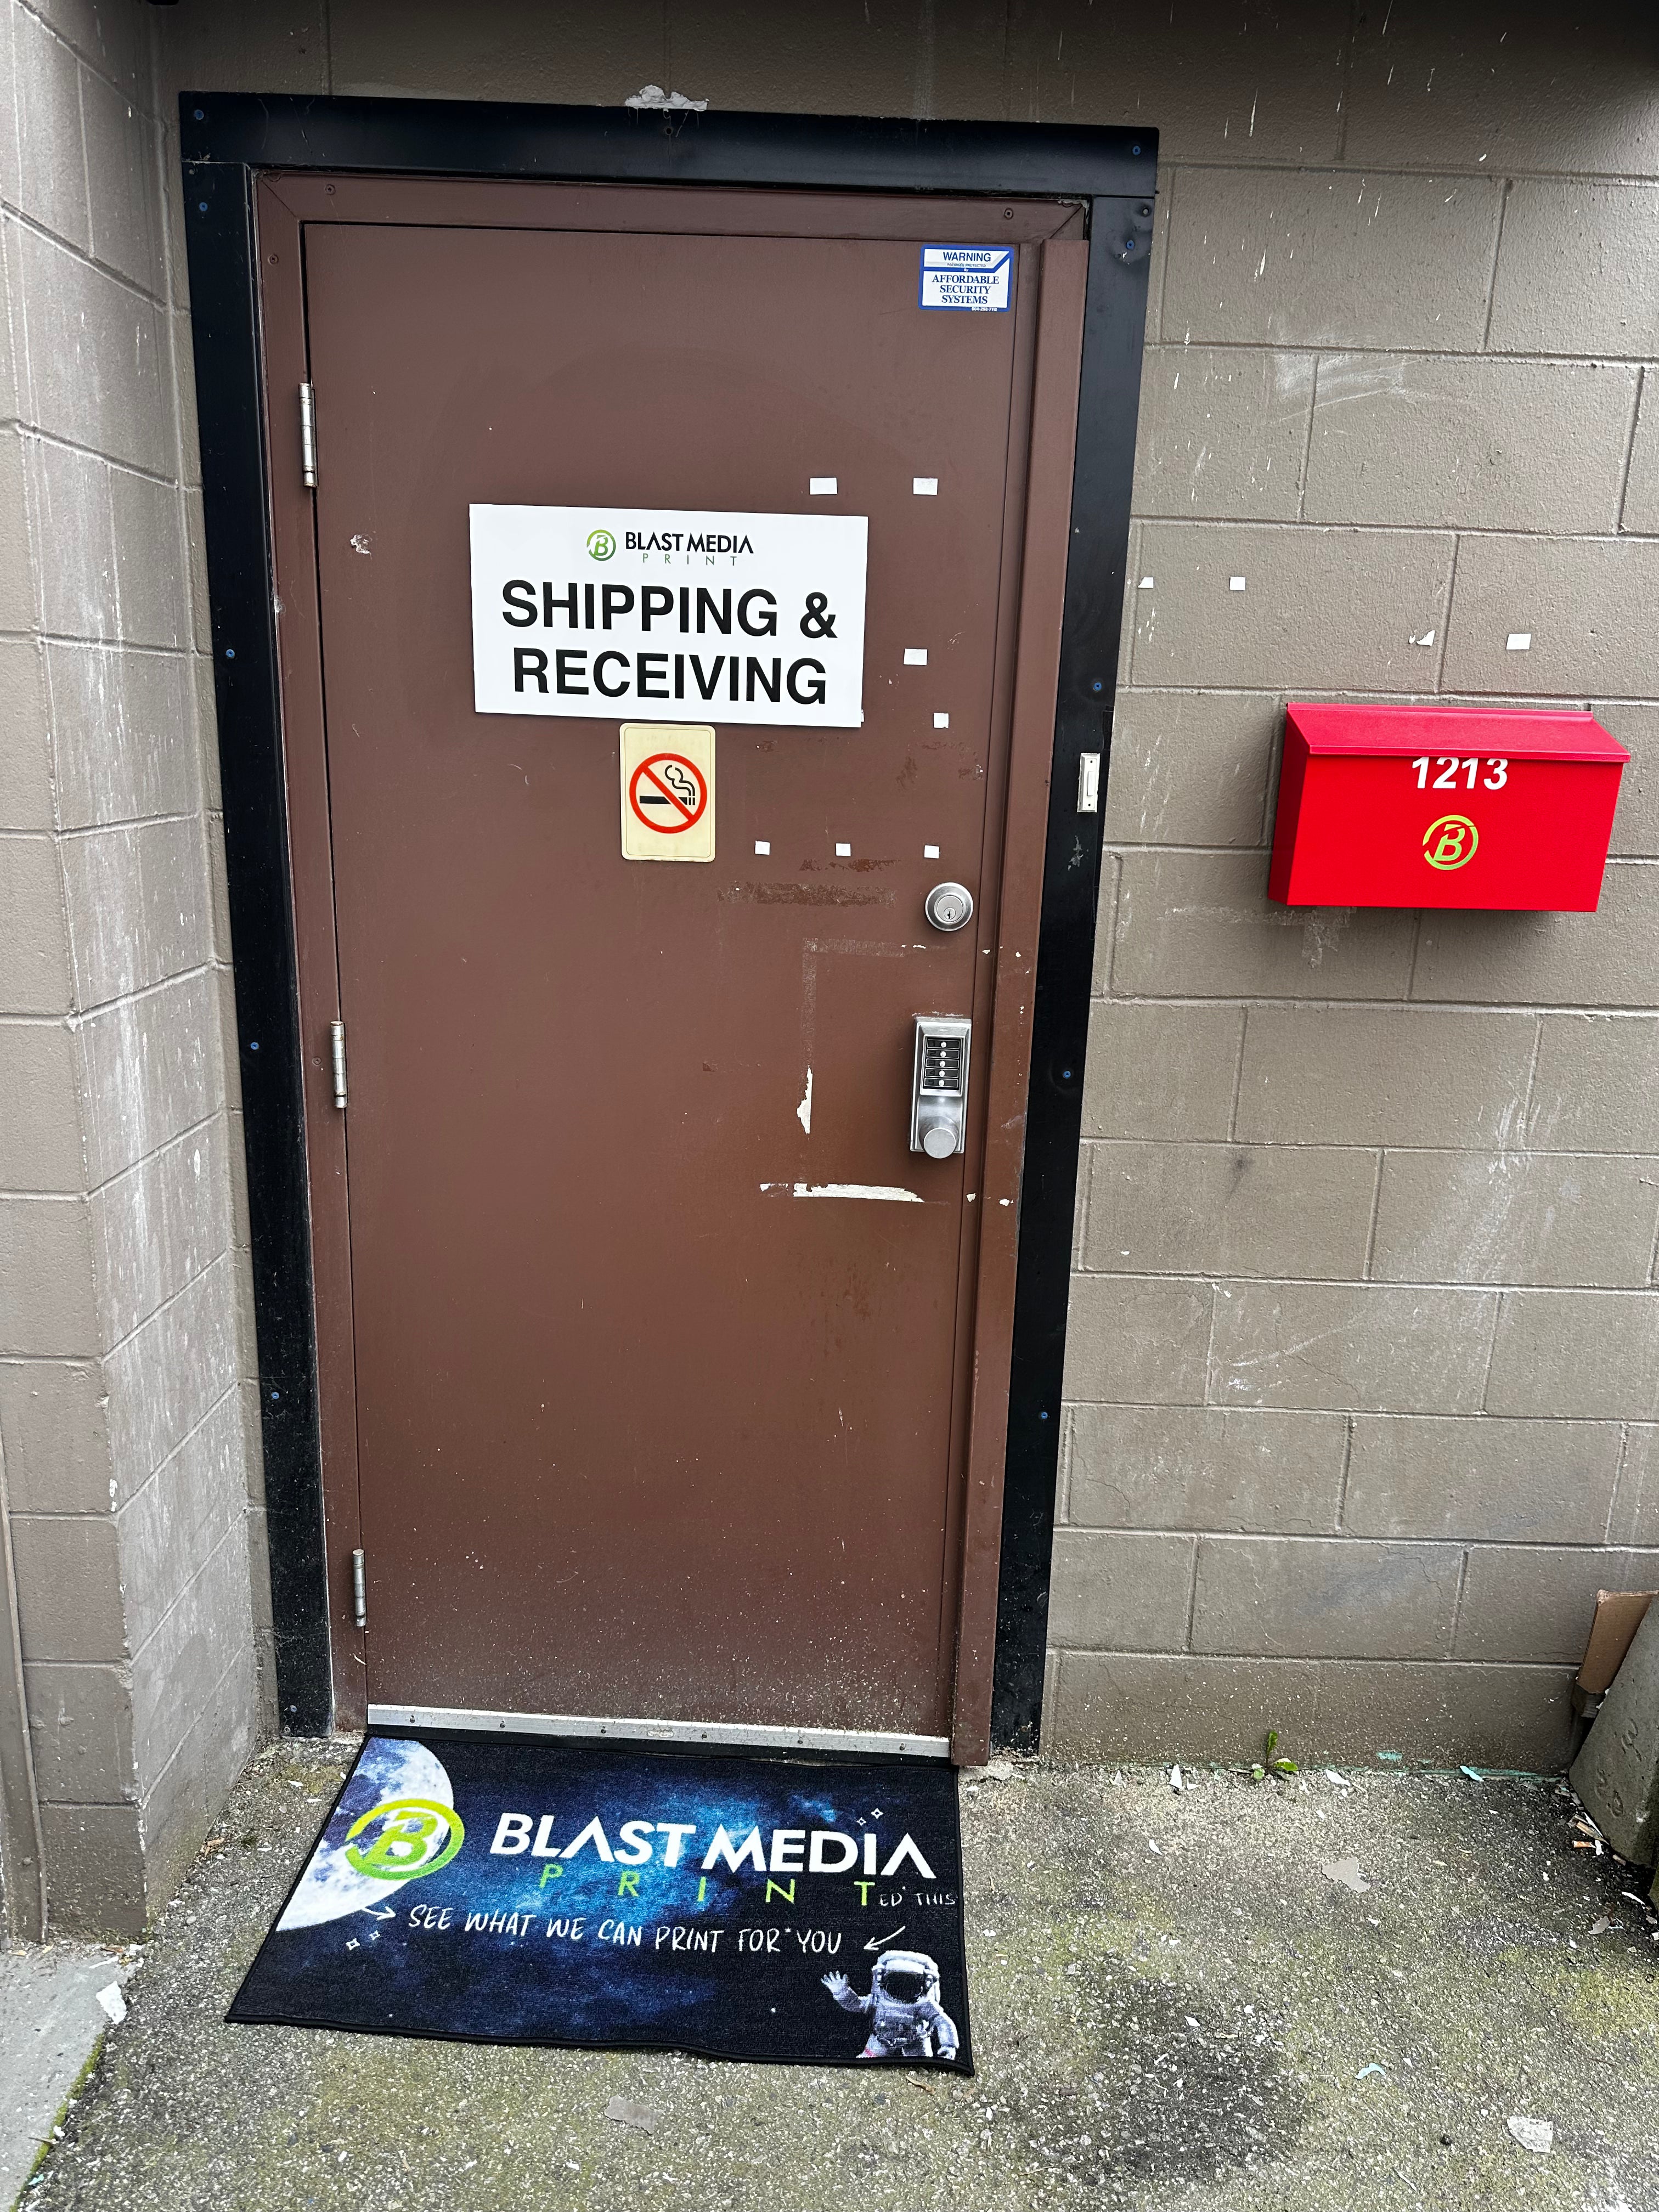 WARNING
AFFORDABLE
SECURITY
SYSTEMS
B BLAST MEDIA
PRINT
SHIPPING &
RECEIVING
1213
B
B BLAST MEDIA
PRINTED THIS
SEE WHAT WE CAN PRINT FOR YOU